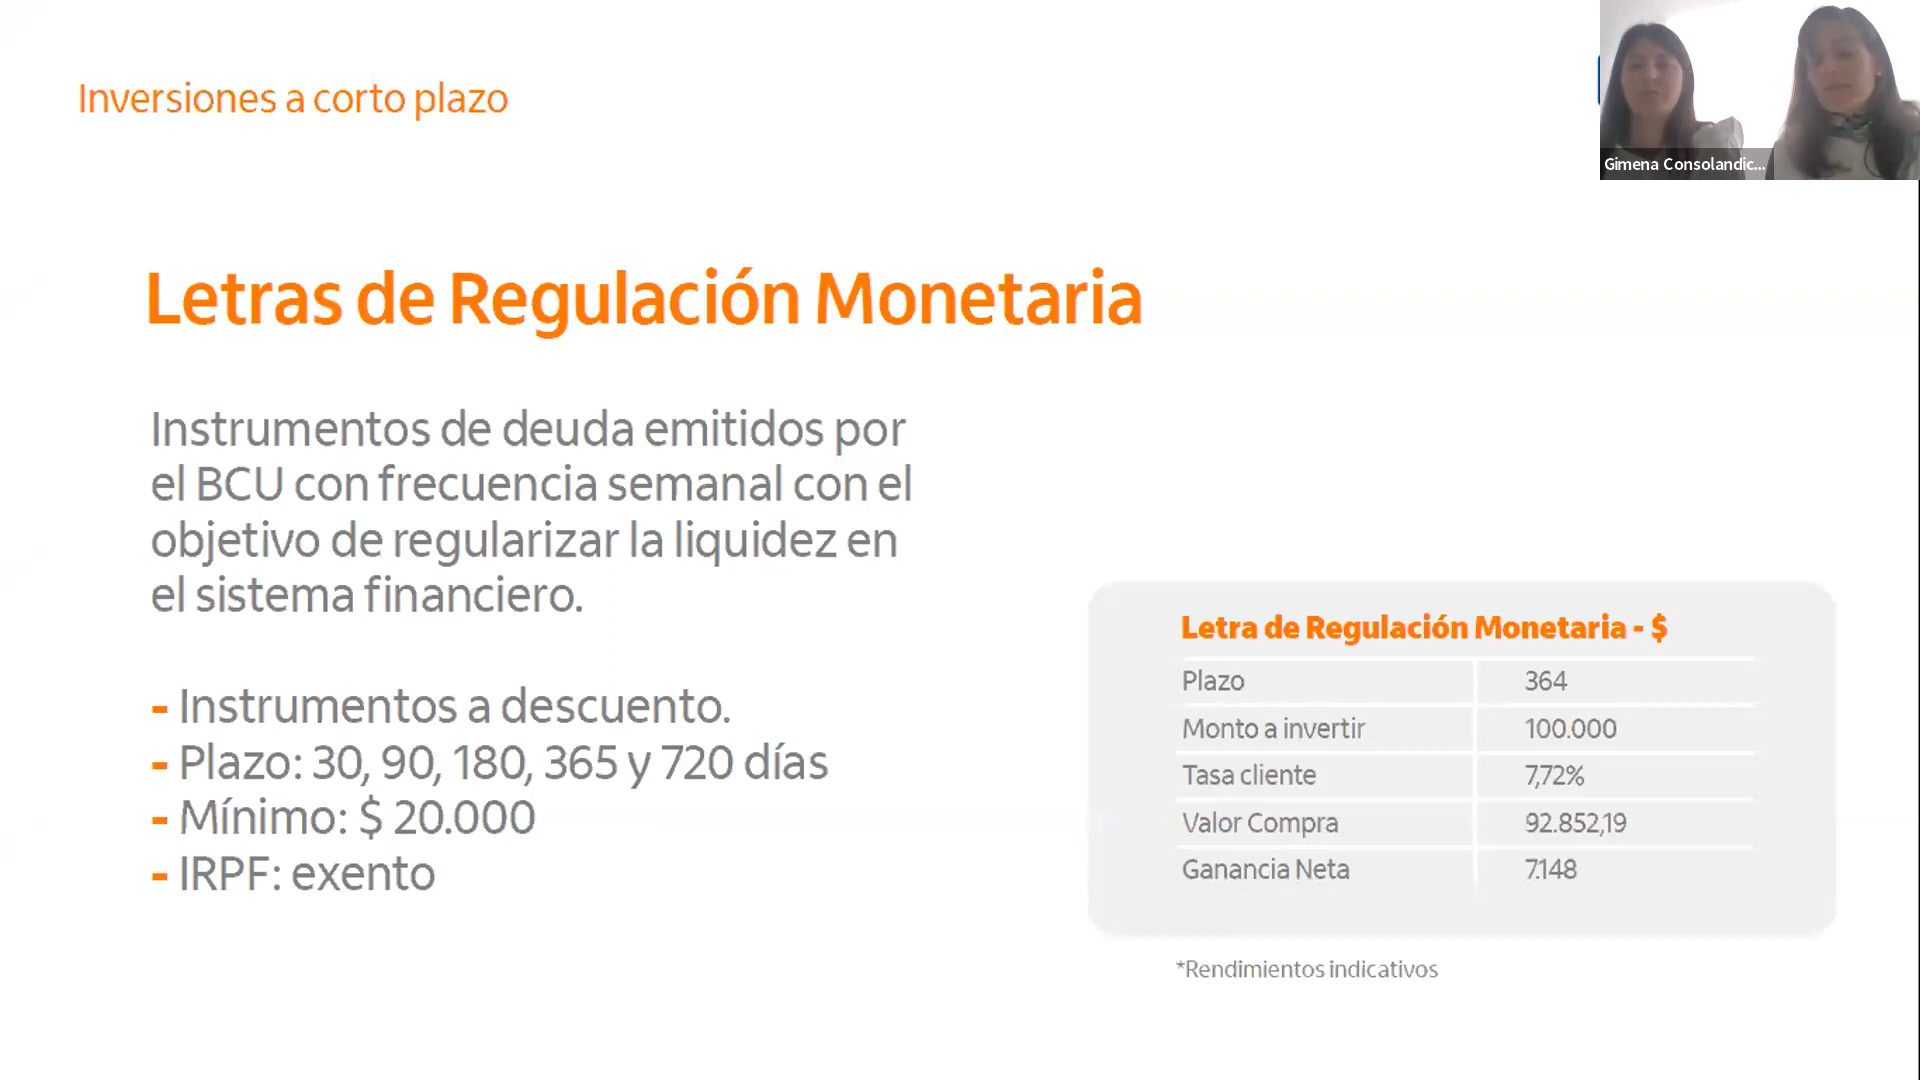 Inversiones a corto plazo
Gimena Consolandic...
Letras de Regulación Monetaria
Instrumentos de deuda emitidos por
el BCU con frecuencia semanal con el
objetivo de regularizar la liquidez en
el sistema financiero.
- Instrumentos a descuento.
- Plazo: 30, 90, 180, 365 y 720 días
- Mínimo: $ 20.000
- IRPF: exento
Letra de Regulación Monetaria - $
Plazo 364
Monto a invertir 100.000
Tasa cliente 7,72%
Valor Compra 92.852,19
Ganancia Neta 7.148
*Rendimientos indicativos